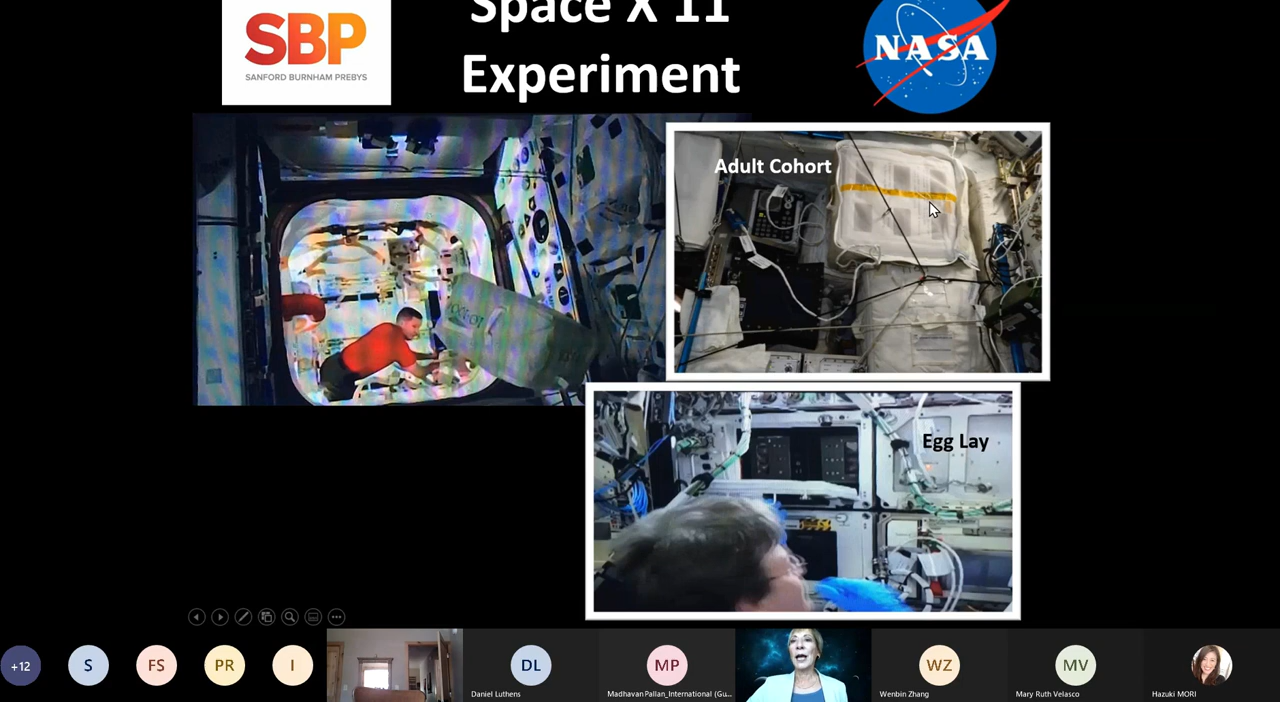 Space X 11
Experiment
SBP
SANFORD BURNHAM PREBYS
NASA
Adult Cohort
Egg Lay
+12
S
FS
PR
I
DL
Daniel Luthens
MP
Madhavan Pallan_International (Gu...
WZ
Wenbin Zhang
MV
Mary Ruth Velasco
Hazuki MORI